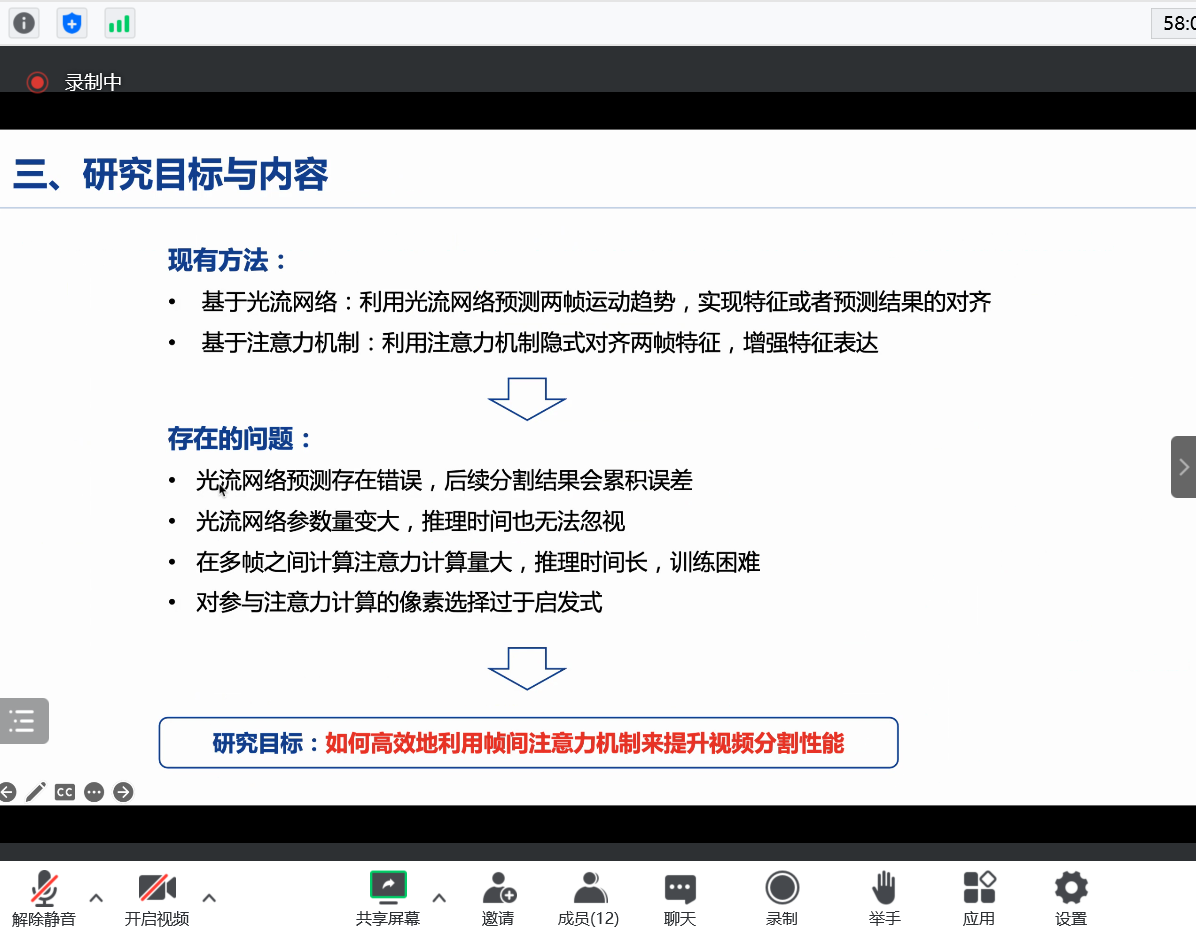 58:0
录制中
三、研究目标与内容
现有方法：
• 基于光流网络：利用光流网络预测两帧运动趋势，实现特征或者预测结果的对齐
• 基于注意力机制：利用注意力机制隐式对齐两帧特征，增强特征表达
存在的问题：
• 光流网络预测存在错误，后续分割结果会累积误差
• 光流网络参数量变大，推理时间也无法忽视
• 在多帧之间计算注意力计算量大，推理时间长，训练困难
• 对参与注意力计算的像素选择过于启发式
研究目标：如何高效地利用帧间注意力机制来提升视频分割性能
CC
解除静音 开启视频 共享屏幕 邀请 成员(12) 聊天 录制 举手 应用 设置